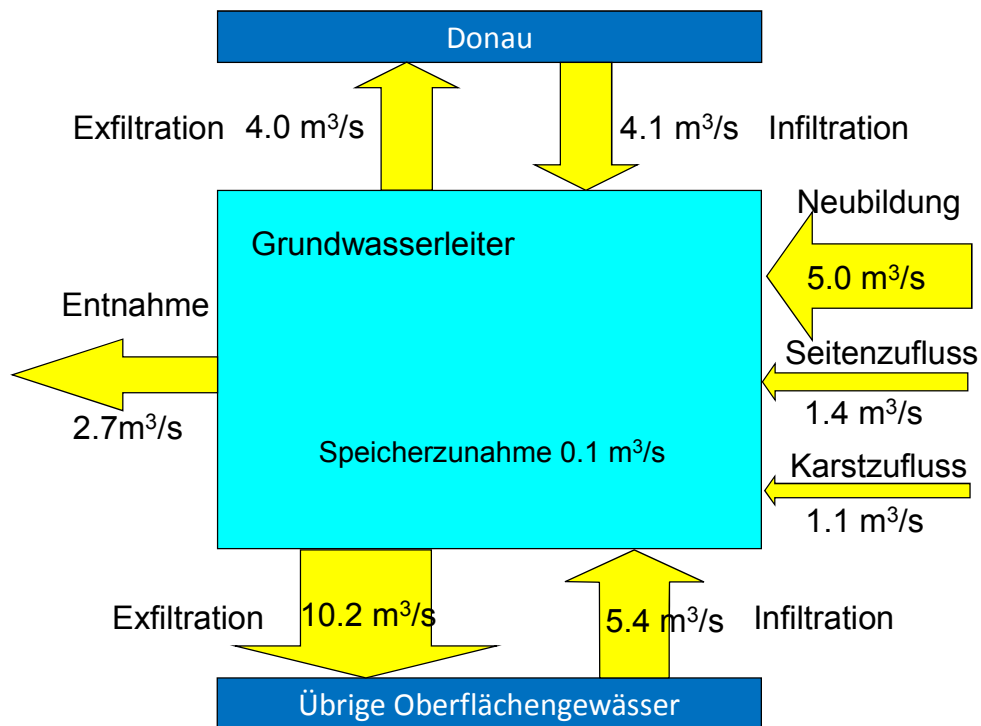 Donau
Exfiltration 4.0 m³/s
4.1 m³/s Infiltration
Neubildung
5.0 m³/s
Grundwasserleiter
Entnahme
2.7m³/s
Seitenzufluss
1.4 m³/s
Speicherzunahme 0.1 m³/s
Karstzufluss
1.1 m³/s
Exfiltration 10.2 m³/s
5.4 m³/s Infiltration
Übrige Oberflächengewässer